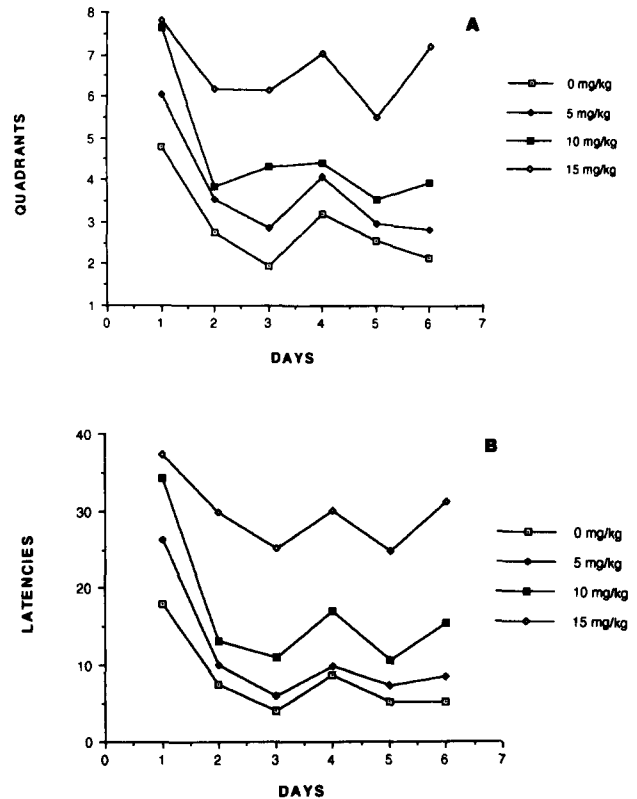 A
8
7
6
5
4
3
2
1
QUADRANTS
0 1 2 3 4 5 6 7
DAYS
0 mg/kg
5 mg/kg
10 mg/kg
15 mg/kg
B
40
30
20
10
0
LATENCIES
0 1 2 3 4 5 6 7
DAYS
0 mg/kg
5 mg/kg
10 mg/kg
15 mg/kg